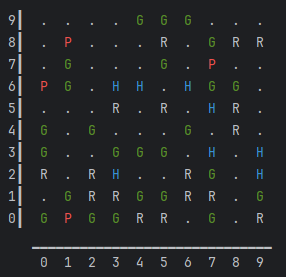 9| . . . . G G G . . .
8| . P . . . R . G R R
7| . G . . . G . P . .
6| P G . H H . H G G .
5| . . . R . R . H R .
4| G . G . . . G . R .
3| G . . G G G . H . H
2| R . R H . . R G . H
1| . G R R G G R R . G
0| G P G G R R . G . R
0 1 2 3 4 5 6 7 8 9